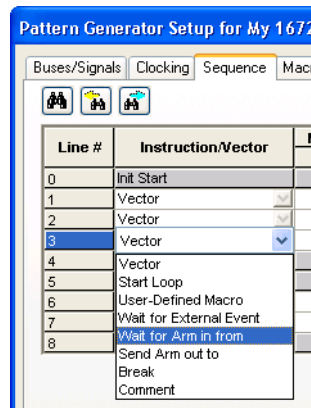 Pattern Generator Setup for My 1672
Buses/Signals Clocking Sequence Mac
Line # Instruction/Vector
0 Init Start
1 Vector
2 Vector
3 Vector
4 Vector
5 Start Loop
6 User-Defined Macro
7 Wait for External Event
8 Wait for Arm in from
Send Arm out to
Break
Comment